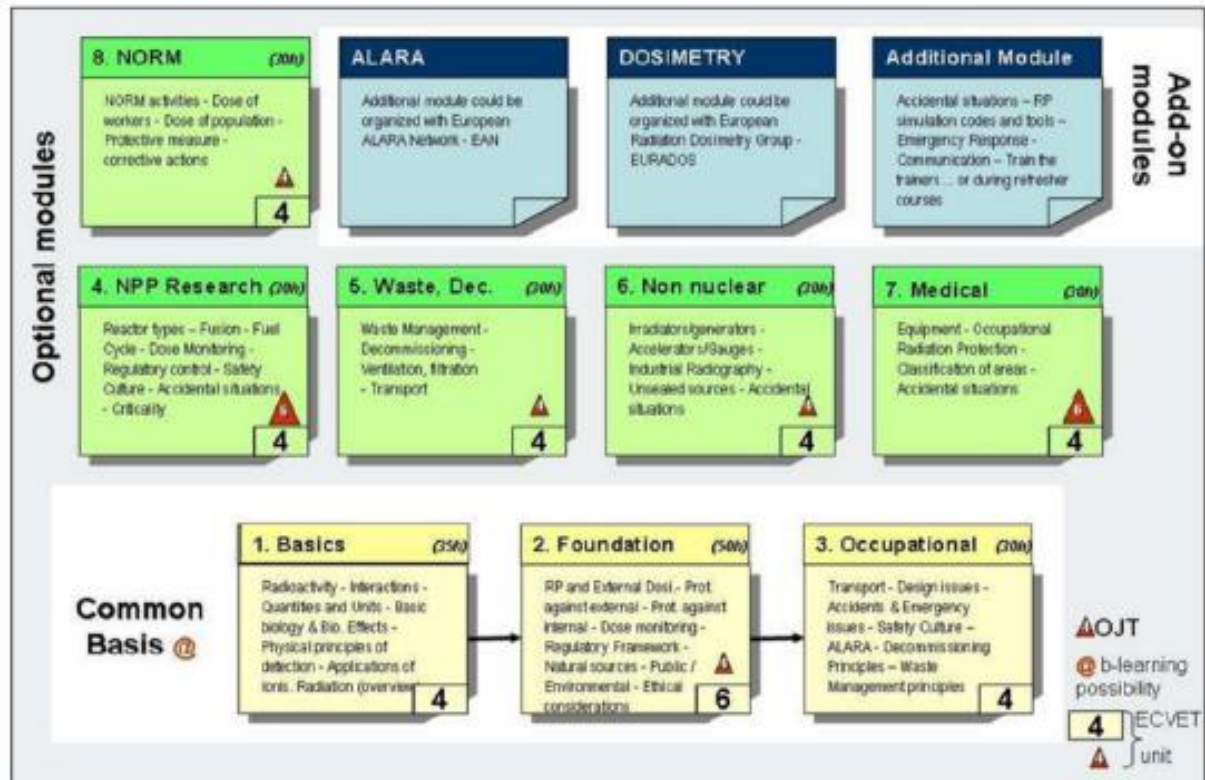 Optional modules
8. NORM (30h)
NORM activities - Dose of
workers - Dose of population -
Protective measure -
corrective actions
4
ALARA
Additional module could be
organized with European
ALARA Network - EAN
DOSIMETRY
Additional module could be
organized with European
Radiation Dosimetry Group -
EURADOS
Additional Module
Accidental situations – RP
simulation codes and tools –
Emergency Response -
Communication – Train the
trainers ... or during refresher
courses
Add-on
modules
4. NPP Research (30h)
Reactor types – Fusion - Fuel
Cycle - Dose Monitoring -
Regulatory control - Safety
Culture - Accidental situations
- Criticality
4
5. Waste, Dec. (30h)
Waste Management -
Decommissioning -
Ventilation, filtration
- Transport
4
6. Non nuclear (30h)
Irradiators/generators -
Accelerators/Gauges -
Industrial Radiography -
Unsealed sources - Accidental
situations
4
7. Medical (30h)
Equipment - Occupational
Radiation Protection -
Classification of areas -
Accidental situations
6
4
Common
Basis @
1. Basics (35h)
Radioactivity - Interactions -
Quantities and Units - Basic
biology & Bio. Effects –
Physical principles of
detection - Applications of
ionis. Radiation (overview
4
2. Foundation (50h)
RP and External Dosi.- Prot.
against external - Prot. against
internal - Dose monitoring -
Regulatory Framework -
Natural sources - Public /
Environmental - Ethical
considerations
6
3. Occupational (30h)
Transport - Design issues -
Accidents & Emergency
issues - Safety Culture –
ALARA - Decommissioning
Principles – Waste
Management principles
4
OJT
@ b-learning
possibility
4 ECVET
unit